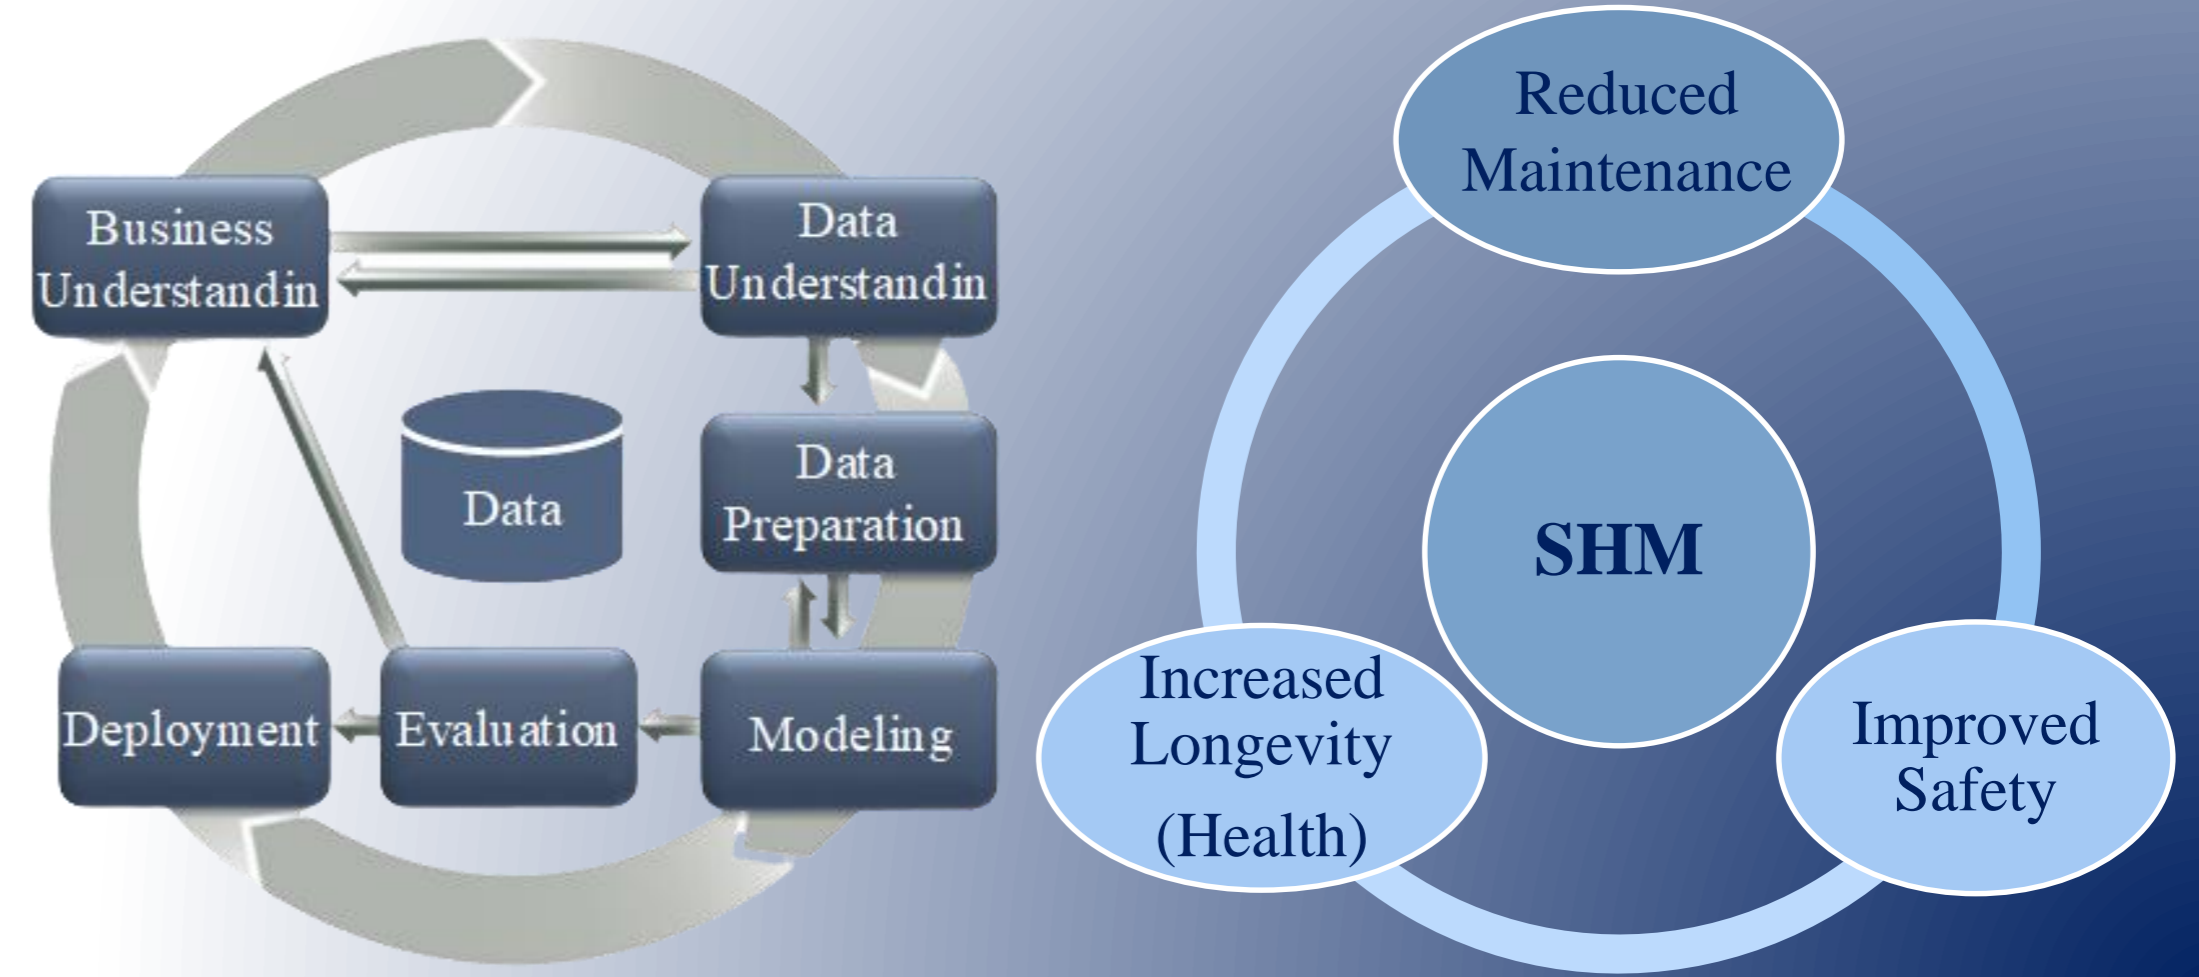 Business
Understandin
Data
Understandin
Data
Data
Preparation
Deployment
Evaluation
Modeling
Reduced
Maintenance
SHM
Increased
Longevity
(Health)
Improved
Safety